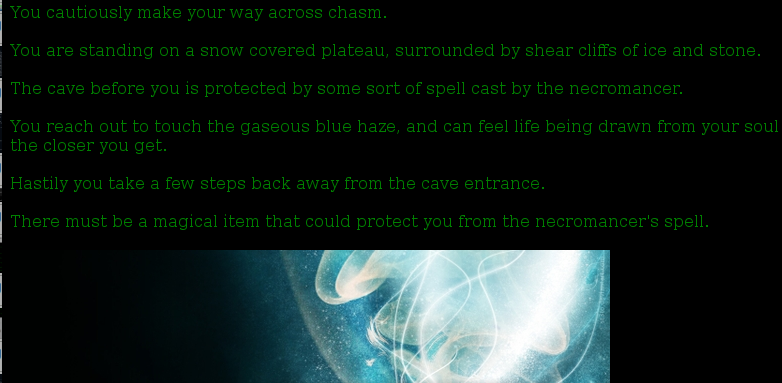 You cautiously make your way across chasm.
You are standing on a snow covered plateau, surrounded by shear cliffs of ice and stone.
The cave before you is protected by some sort of spell cast by the necromancer.
You reach out to touch the gaseous blue haze, and can feel life being drawn from your soul
the closer you get.
Hastily you take a few steps back away from the cave entrance.
There must be a magical item that could protect you from the necromancer's spell.